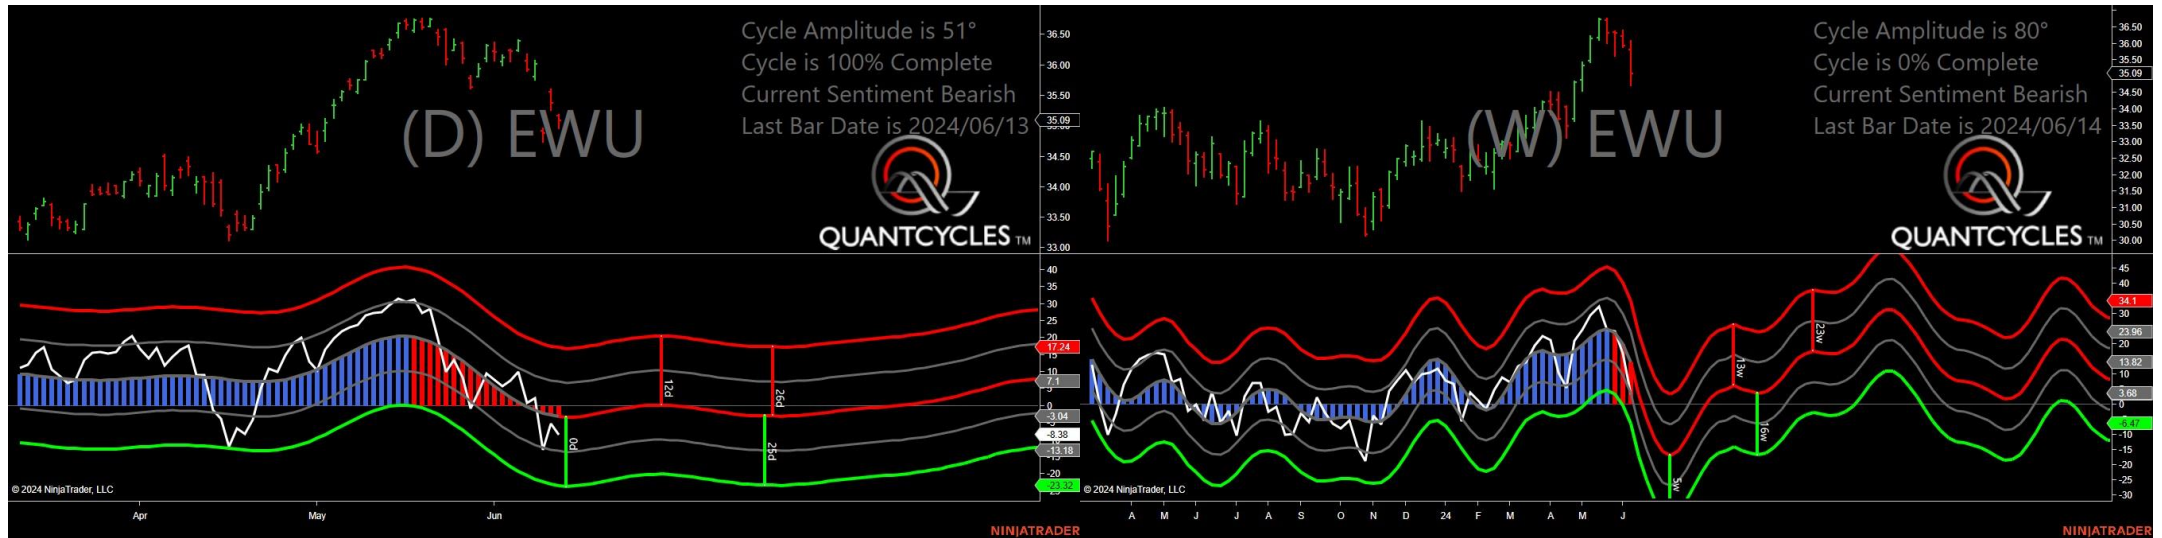 Cycle Amplitude is 51°
Cycle is 100% Complete
Current Sentiment Bearish
Last Bar Date is 2024/06/13
(D) EWU
QUANTCYCLES TM
36.50
36.00
35.50
35.09
35.00
34.50
34.00
33.50
33.00
40
35
30
25
20
17.24
15
10
7.1
-3.04
-8.38
-13.18
-15
-20
-23.32
0d
12d
26d
25d
© 2024 NinjaTrader, LLC
Apr
May
Jun
NINJATRADER
Cycle Amplitude is 80°
Cycle is 0% Complete
Current Sentiment Bearish
Last Bar Date is 2024/06/14
(W) EWU
QUANTCYCLES TM
36.50
36.00
35.50
35.09
34.50
34.00
33.50
33.00
32.50
32.00
31.50
31.00
30.50
30.00
45
40
34.1
30
23.96
20
13.82
10
3.68
0
-6.47
-10
-15
-20
-25
-30
5w
13w
16w
23w
© 2024 NinjaTrader, LLC
A M J J A S O N D 24 F M A M J
NINJATRADER